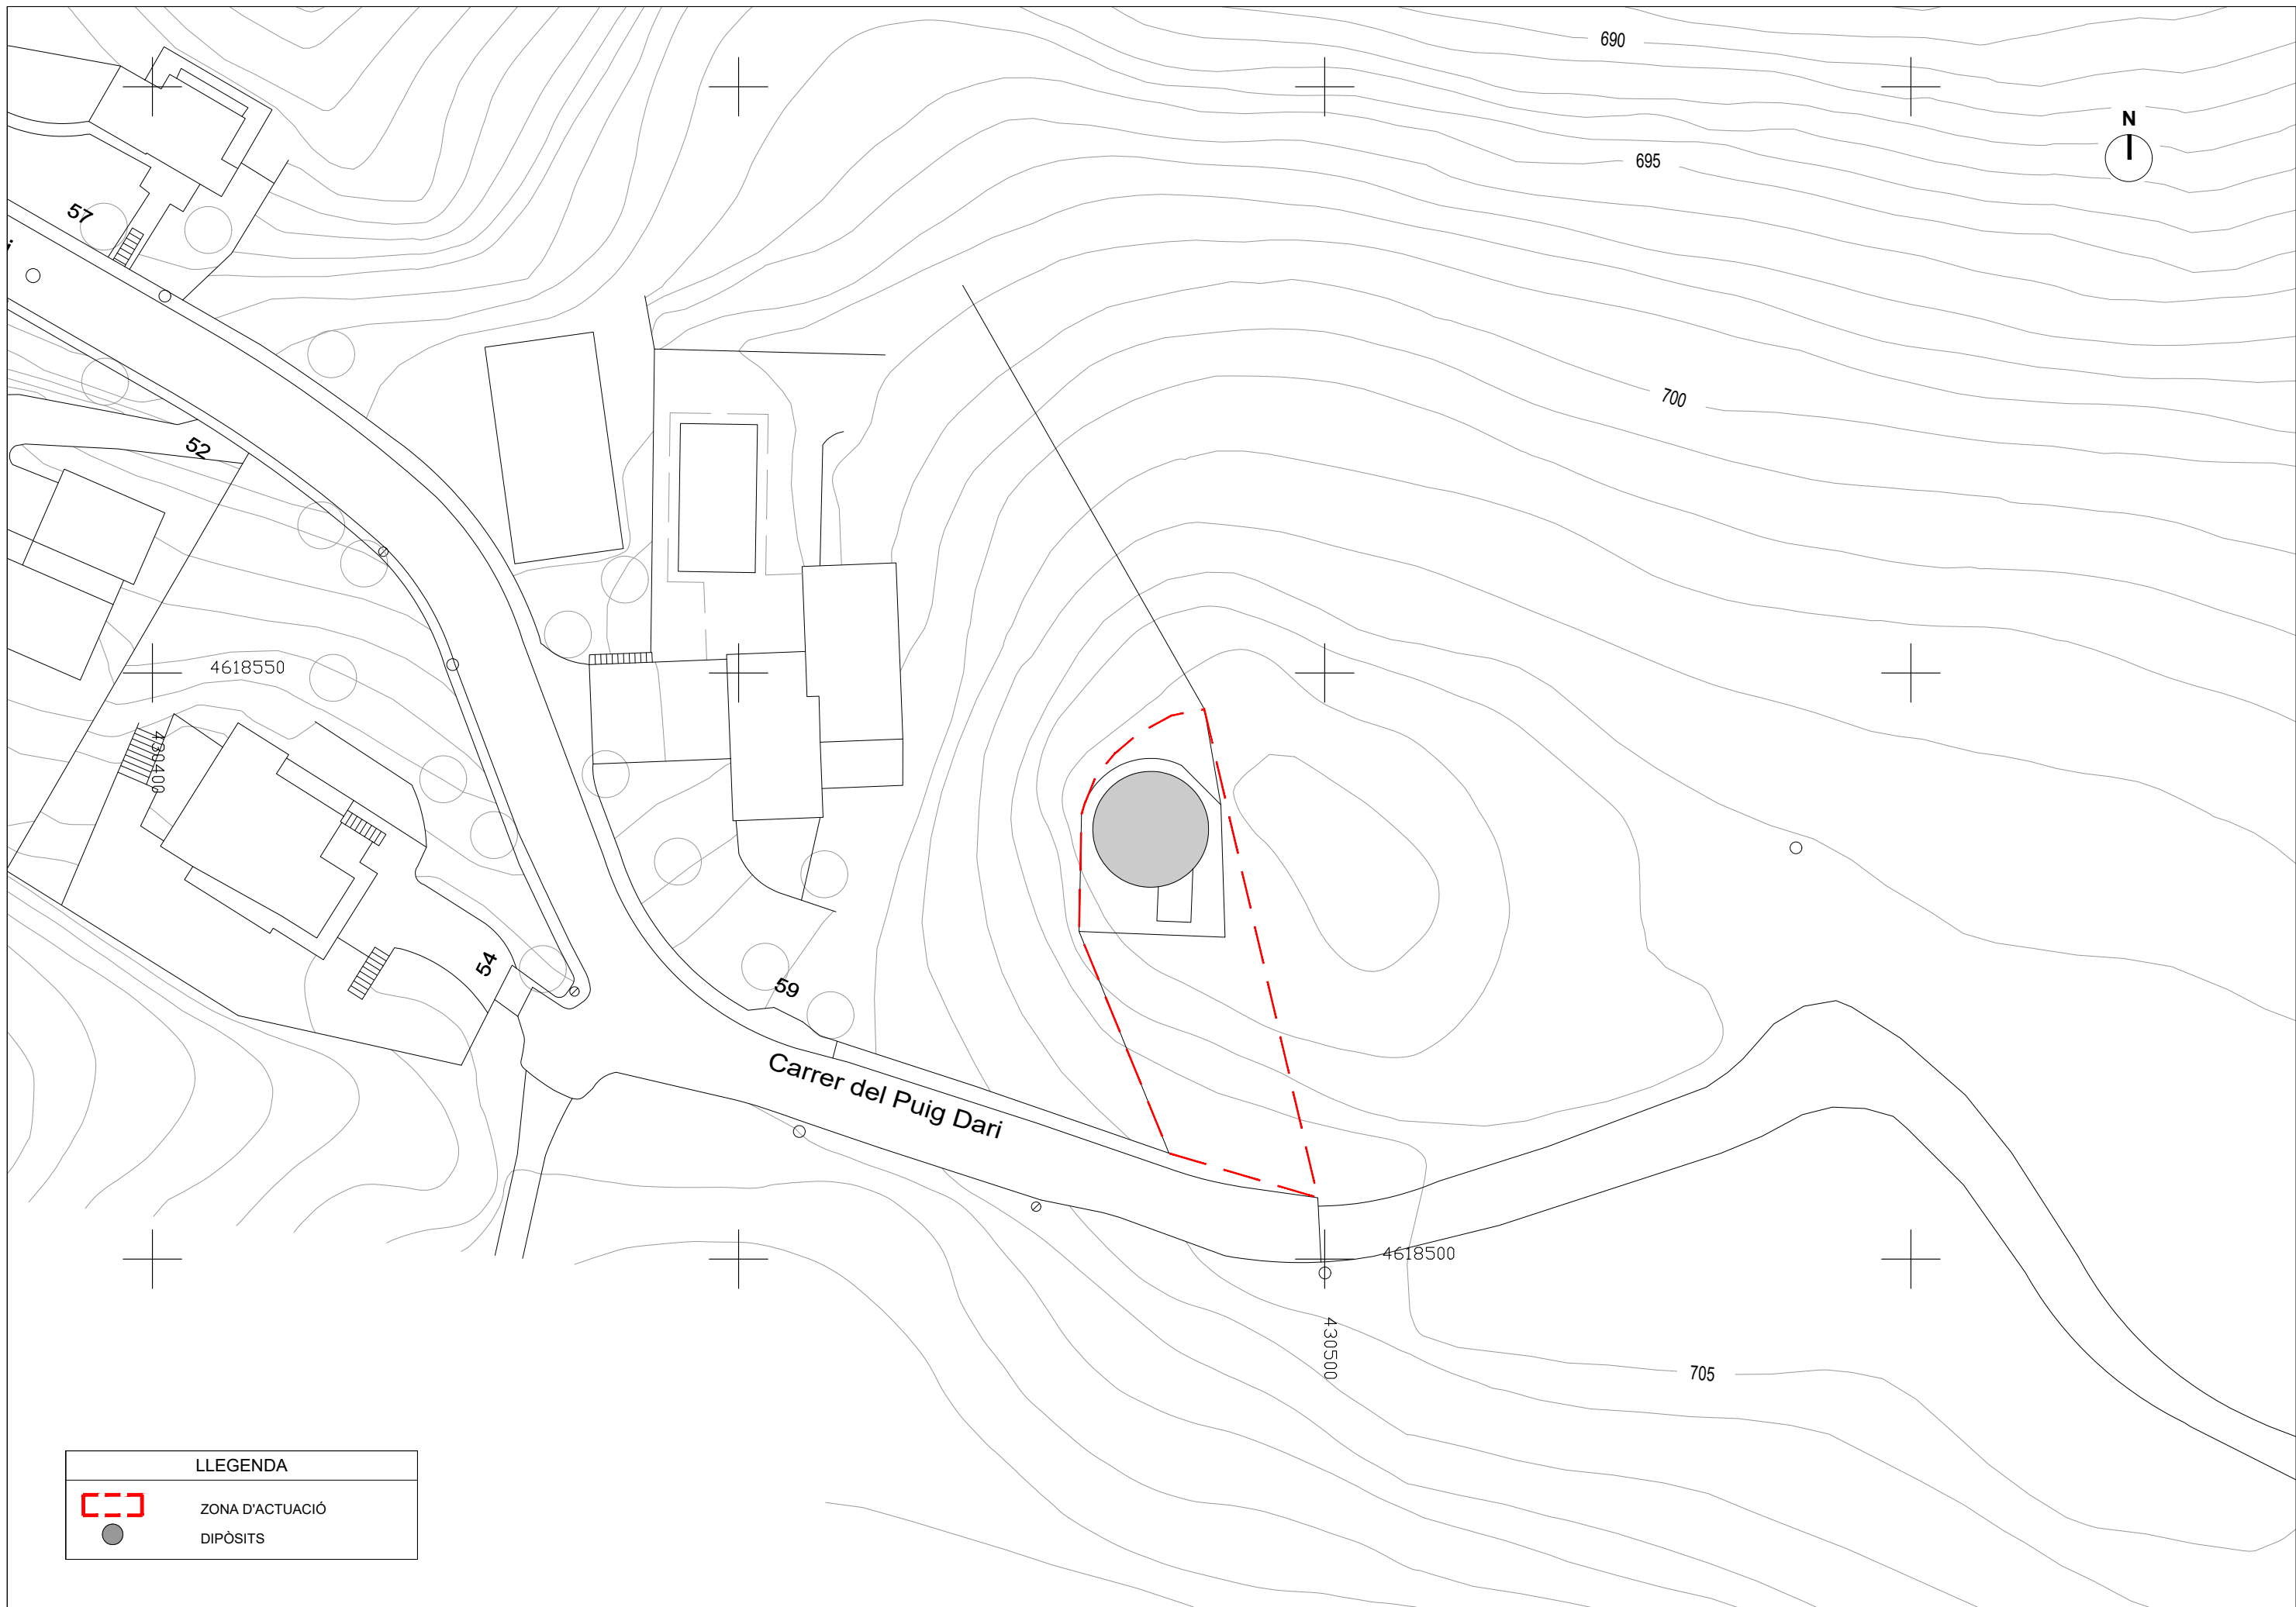 690
N
695
57
i
700
52
4618550
430400
54
59
Carrer del Puig Dari
4618500
430500
705
LLEGENDA
ZONA D'ACTUACIÓ
DIPÒSITS